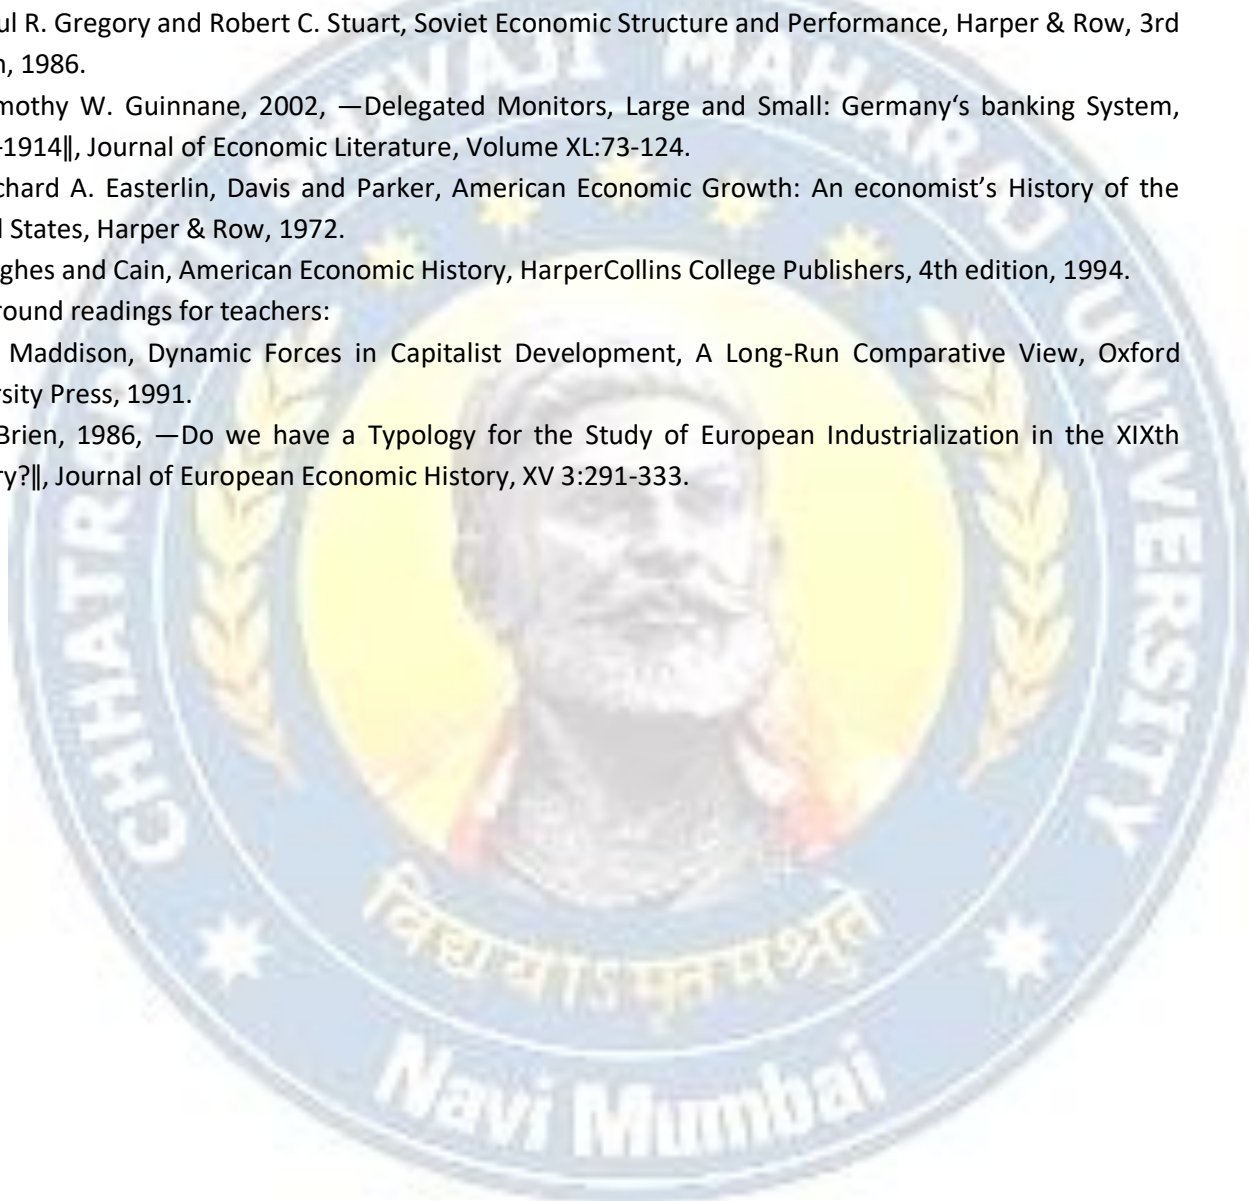 ul R. Gregory and Robert C. Stuart, Soviet Economic Structure and Performance, Harper & Row, 3rd
n, 1986.
mothy W. Guinnane, 2002, —Delegated Monitors, Large and Small: Germany‘s banking System,
-1914‖, Journal of Economic Literature, Volume XL:73-124.
chard A. Easterlin, Davis and Parker, American Economic Growth: An economist’s History of the
l States, Harper & Row, 1972.
ghes and Cain, American Economic History, HarperCollins College Publishers, 4th edition, 1994.
round readings for teachers:
Maddison, Dynamic Forces in Capitalist Development, A Long-Run Comparative View, Oxford
rsity Press, 1991.
Brien, 1986, —Do we have a Typology for the Study of European Industrialization in the XIXth
ry?‖, Journal of European Economic History, XV 3:291-333.
CHHATRAPATI SHIVAJI MAHARAJ UNIVERSITY
Navi Mumbai